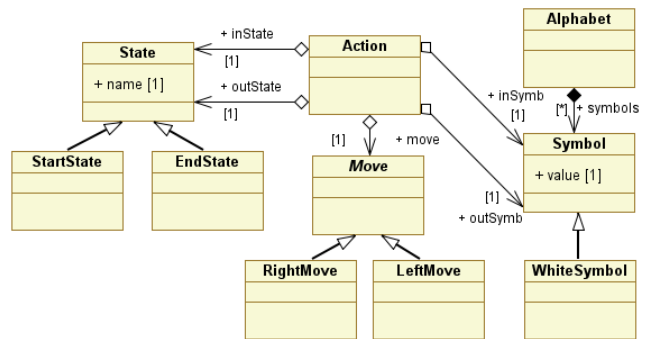 Alphabet
+ inState
State
Action
[1]
+ name [1]
+ outState
+ inSymb
[1]
[1]
[*]
+ symbols
[1]
+ move
Symbol
StartState
EndState
Move
+ value [1]
[1]
+ outSymb
RightMove
LeftMove
WhiteSymbol